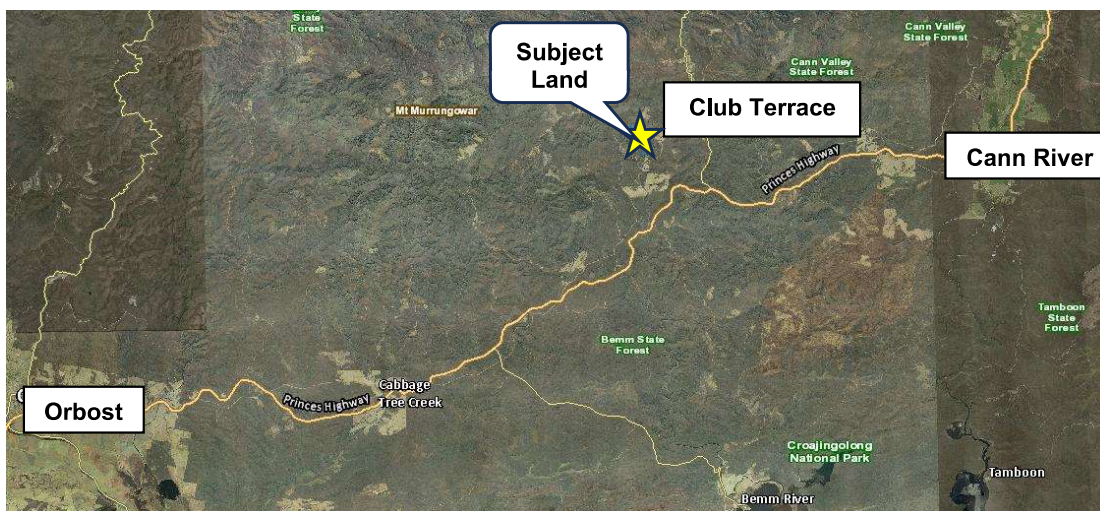 State
Forest
Cann Valley
State Forest
Subject
Land
Cann Valley
State Forest
Mt Murrungowar
Club Terrace
Princes Highway
Cann River
Tamboon
State
Forest
Bemm State
Forest
Cabbage
Tree Creek
Orbost
Princes Highway
Croajingolong
National Park
Tamboon
Bemm River